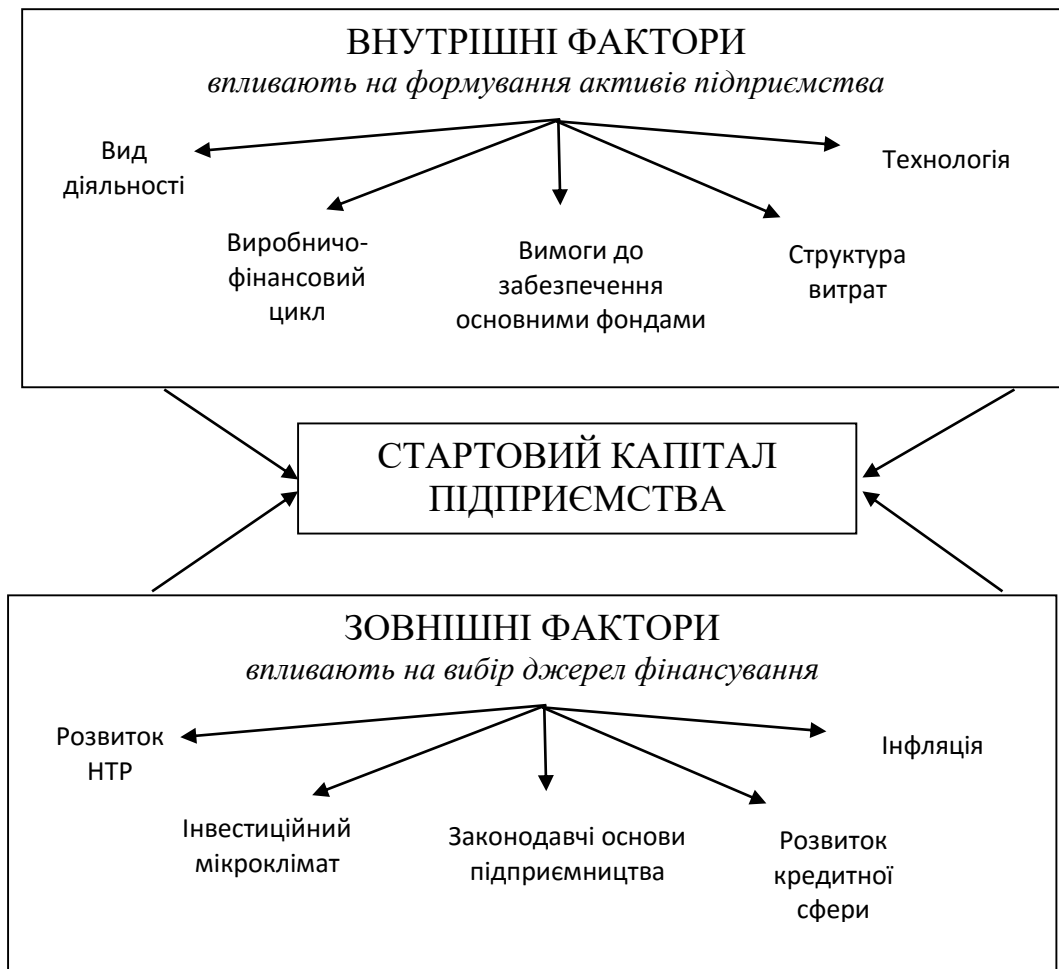 ВНУТРІШНІ ФАКТОРИ
впливають на формування активів підприємства
Вид
діяльності
Технологія
Виробничо-
фінансовий
цикл
Вимоги до
забезпечення
основними фондами
Структура
витрат
СТАРТОВИЙ КАПІТАЛ
ПІДПРИЄМСТВА
ЗОВНІШНІ ФАКТОРИ
впливають на вибір джерел фінансування
Розвиток
НТР
Інфляція
Інвестиційний
мікроклімат
Законодавчі основи
підприємництва
Розвиток
кредитної
сфери